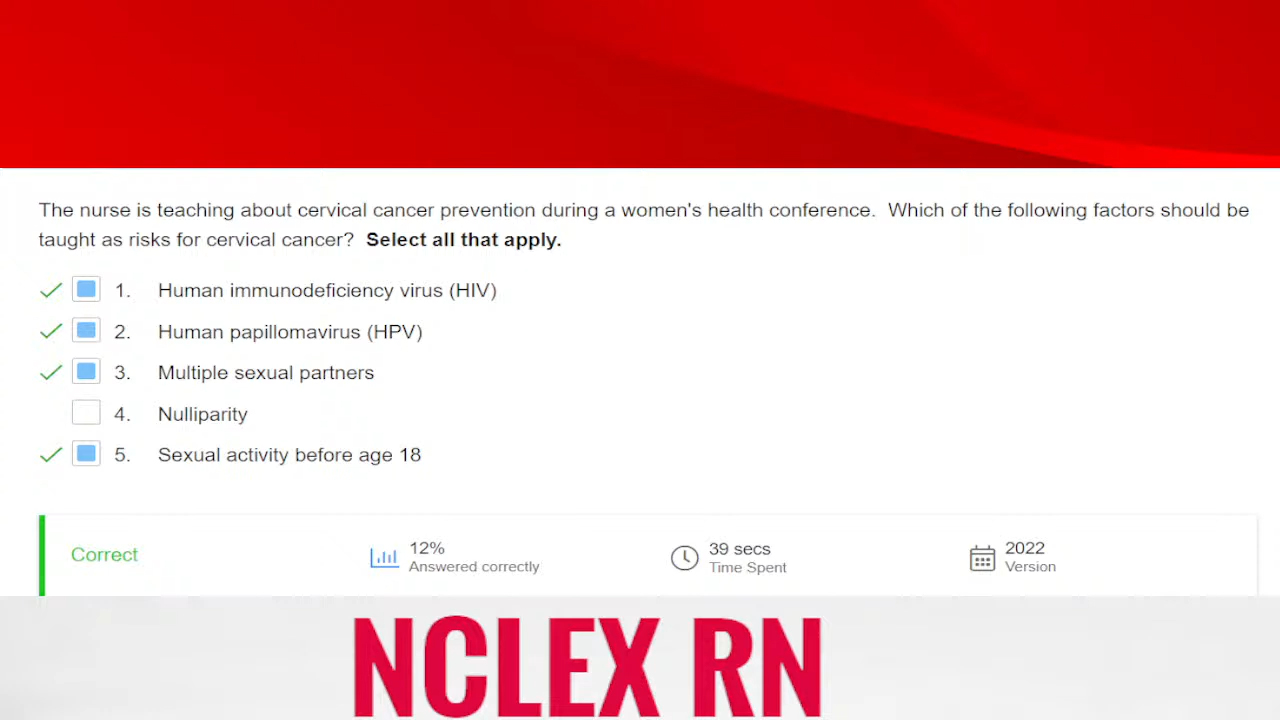 The nurse is teaching about cervical cancer prevention during a women's health conference.  Which of the following factors should be
taught as risks for cervical cancer?  Select all that apply.
1. Human immunodeficiency virus (HIV)
2. Human papillomavirus (HPV)
3. Multiple sexual partners
4. Nulliparity
5. Sexual activity before age 18
Correct
12%
Answered correctly
39 secs
Time Spent
2022
Version
NCLEX RN